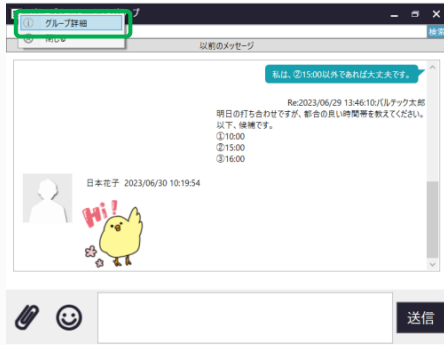 プ
グループ詳細
閉じる
検索
以前のメッセージ
私は、②15:00以外であれば大丈夫です。
Re:2023/06/29 13:46:10:パルテック太郎
明日の打ち合わせですが、都合の良い時間帯を教えてください。
以下、候補です。
①10:00
②15:00
③16:00
日本花子 2023/06/30 10:19:54
Hi!
送信